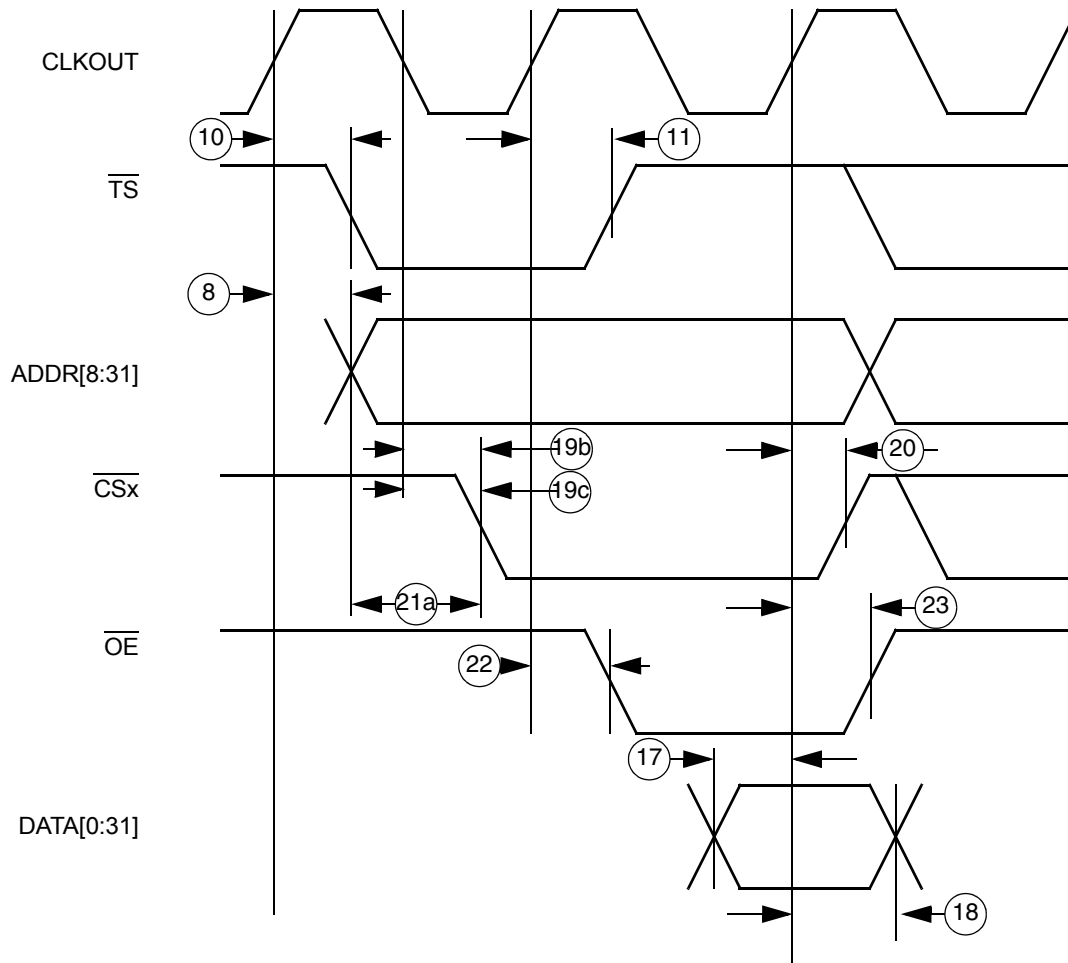 CLKOUT
10
11
TS
8
ADDR[8:31]
19b
20
CSx
19c
21a
23
OE
22
17
DATA[0:31]
18